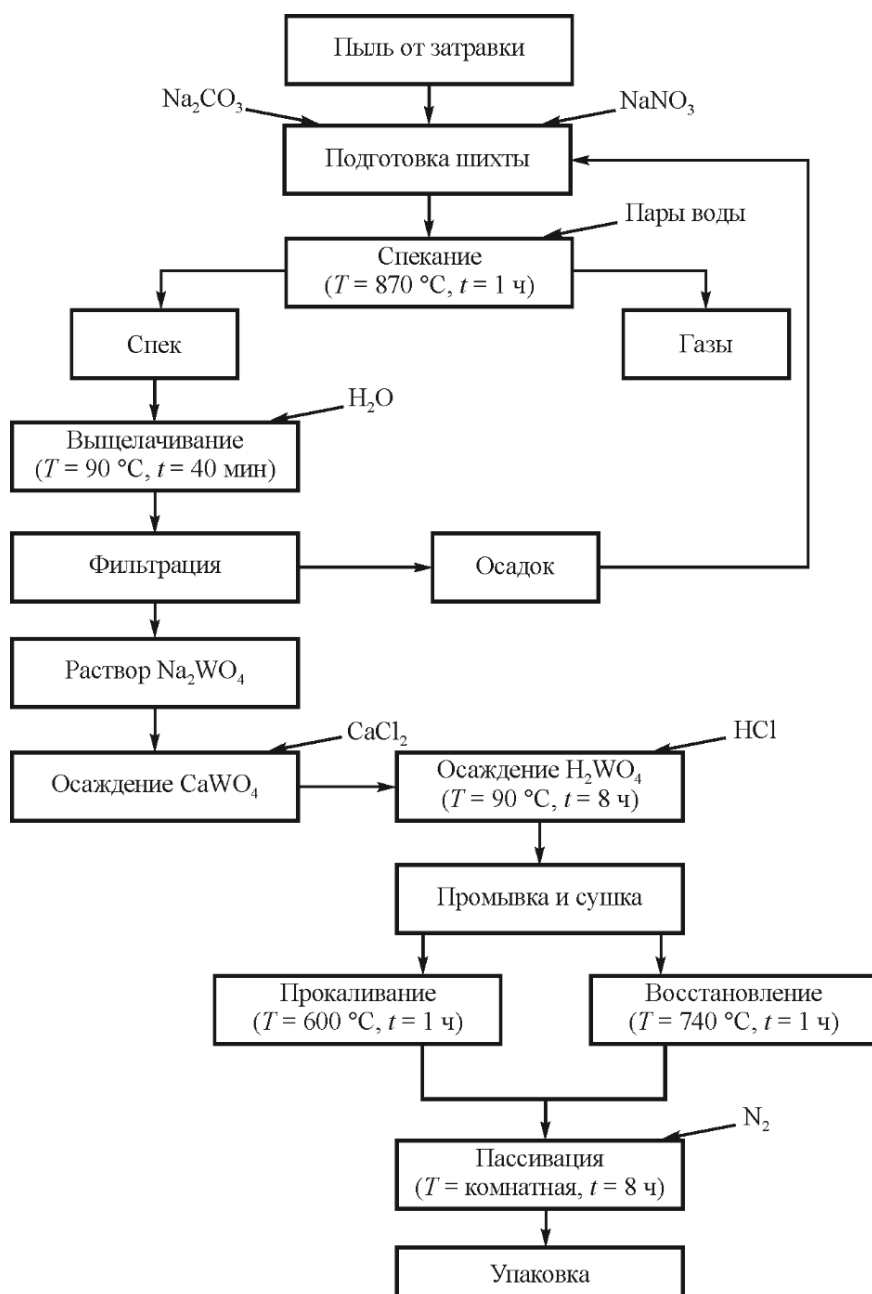 Пыль от затравки
Na₂CO₃
NaNO₃
Подготовка шихты
Пары воды
Спекание
(T = 870 °C, t = 1 ч)
Спек
Газы
H₂O
Выщелачивание
(T = 90 °C, t = 40 мин)
Фильтрация
Осадок
Раствор Na₂WO₄
CaCl₂
HCl
Осаждение CaWO₄
Осаждение H₂WO₄
(T = 90 °C, t = 8 ч)
Промывка и сушка
Прокаливание
(T = 600 °C, t = 1 ч)
Восстановление
(T = 740 °C, t = 1 ч)
N₂
Пассивация
(T = комнатная, t = 8 ч)
Упаковка